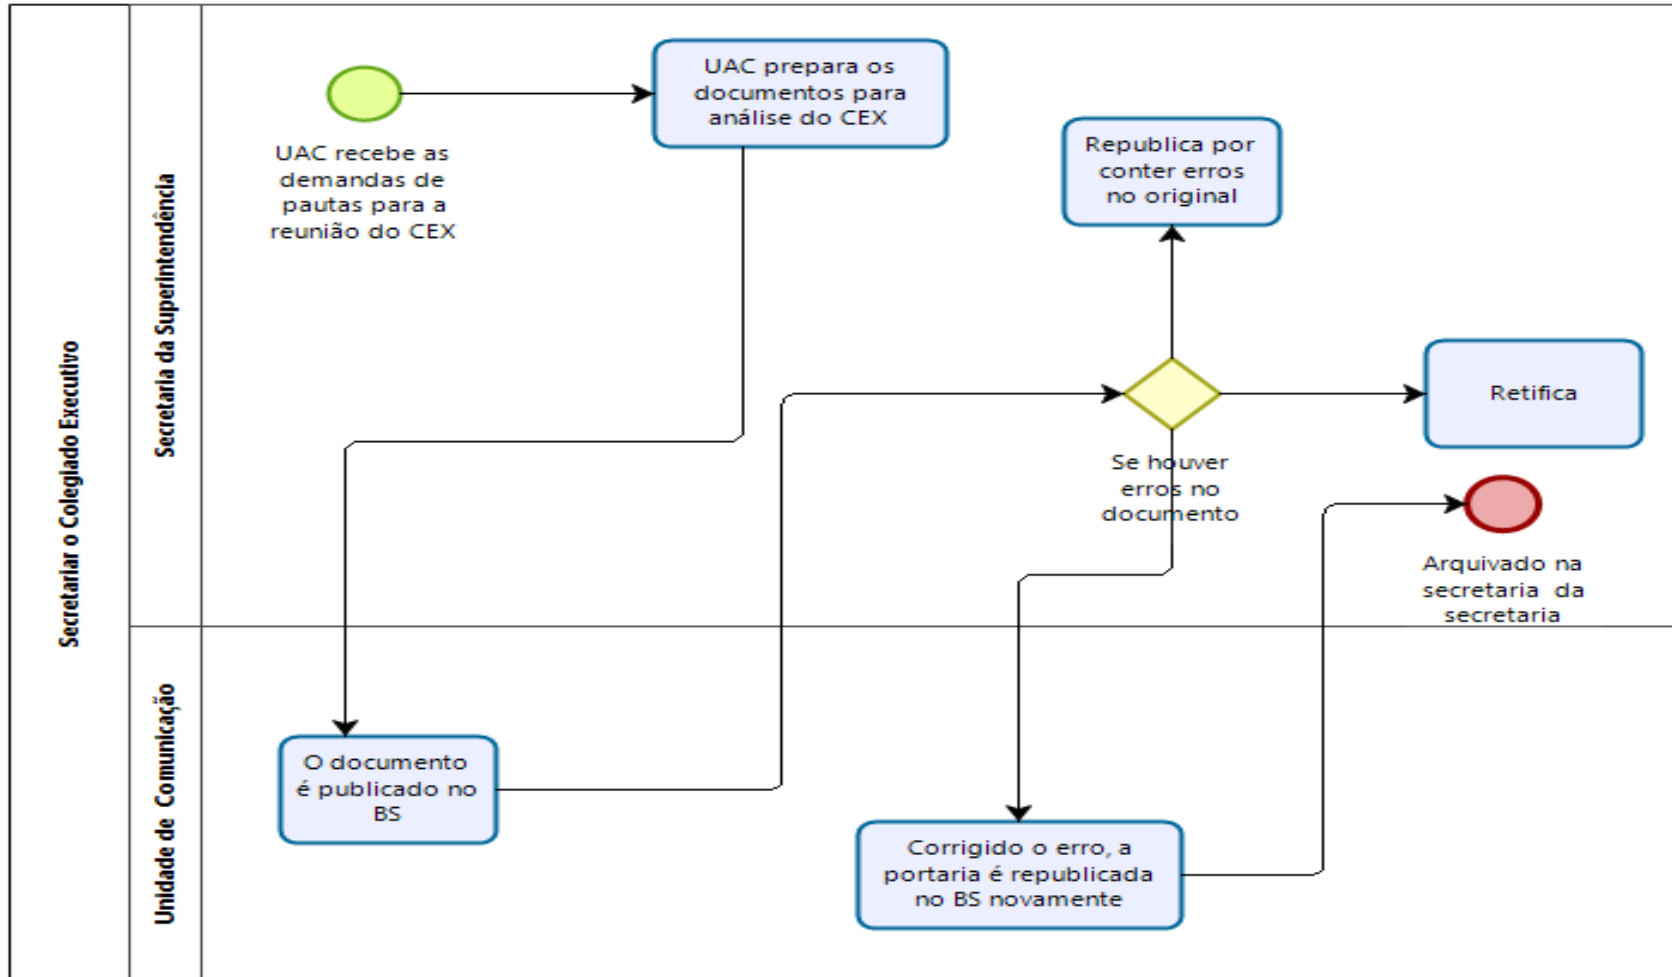 Secretariar o Colegiado Executivo
Secretaria da Superintendência
UAC recebe as
demandas de
pautas para a
reunião do CEX
UAC prepara os
documentos para
análise do CEX
Republica por
conter erros
no original
Se houver
erros no
documento
Retifica
Arquivado na
secretaria da
secretaria
Unidade de Comunicação
O documento
é publicado no
BS
Corrigido o erro, a
portaria é republicada
no BS novamente